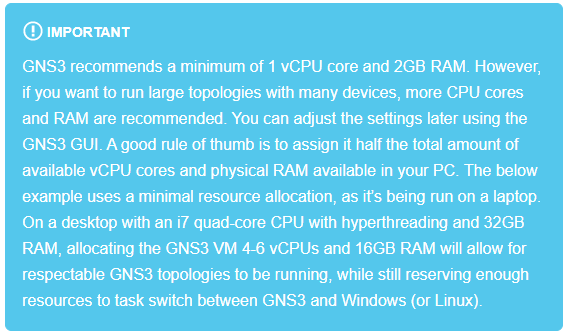 IMPORTANT
GNS3 recommends a minimum of 1 vCPU core and 2GB RAM. However,
if you want to run large topologies with many devices, more CPU cores
and RAM are recommended. You can adjust the settings later using the
GNS3 GUI. A good rule of thumb is to assign it half the total amount of
available vCPU cores and physical RAM available in your PC. The below
example uses a minimal resource allocation, as it's being run on a laptop.
On a desktop with an i7 quad-core CPU with hyperthreading and 32GB
RAM, allocating the GNS3 VM 4-6 vCPUs and 16GB RAM will allow for
respectable GNS3 topologies to be running, while still reserving enough
resources to task switch between GNS3 and Windows (or Linux).